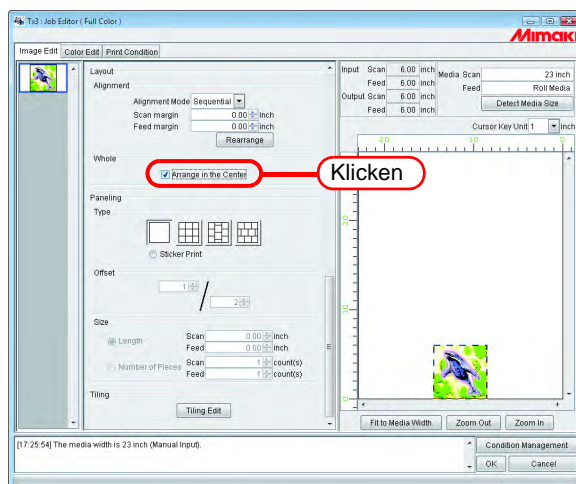 Tx3 : Job Editor ( Full Color )
Mimaki
Image Edit Color Edit Print Condition
Layout
Alignment
Alignment Mode Sequential
Scan margin 0.00 inch
Feed margin 0.00 inch
Rearrange
Whole
Arrange in the Center
Klicken
Paneling
Type
Sticker Print
Offset
1
2
Size
Length Scan 0.00 inch
Feed 0.00 inch
Number of Pieces Scan 1 count(s)
Feed 1 count(s)
Tiling
Tiling Edit
Input Scan 6.00 inch
Feed 6.00 inch
Output Scan 6.00 inch
Feed 6.00 inch
Media Scan 23 inch
Feed Roll Media
Detect Media Size
Cursor Key Unit 1 inch
20 10 0
20
10
0
Fit to Media Width Zoom Out Zoom In
[17:25:54] The media width is 23 inch (Manual Input).
Condition Management
OK Cancel